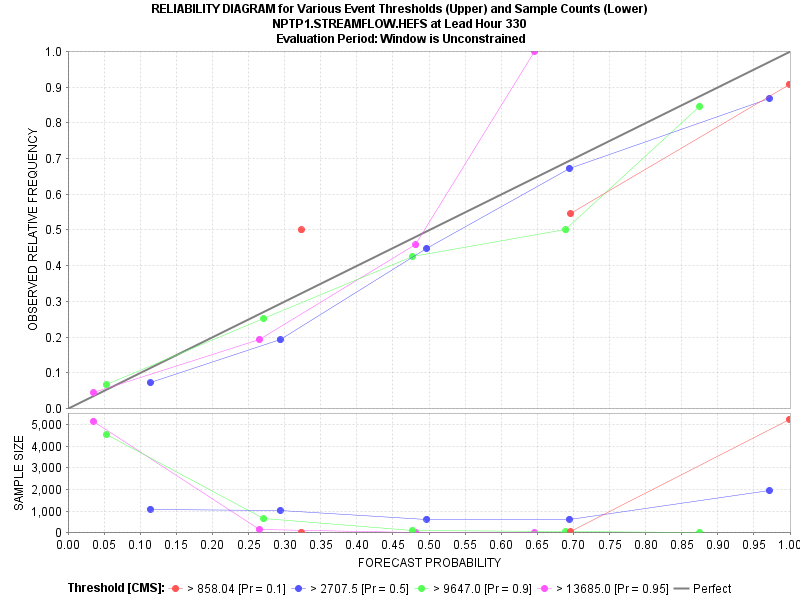 RELIABILITY DIAGRAM for Various Event Thresholds (Upper) and Sample Counts (Lower)
NPTP1.STREAMFLOW.HEFS at Lead Hour 330
Evaluation Period: Window is Unconstrained
OBSERVED RELATIVE FREQUENCY
1.0
0.9
0.8
0.7
0.6
0.5
0.4
0.3
0.2
0.1
0.0
SAMPLE SIZE
5,000
4,000
3,000
2,000
1,000
0
0.00 0.05 0.10 0.15 0.20 0.25 0.30 0.35 0.40 0.45 0.50 0.55 0.60 0.65 0.70 0.75 0.80 0.85 0.90 0.95 1.00
FORECAST PROBABILITY
Threshold [CMS]: > 858.04 [Pr = 0.1] > 2707.5 [Pr = 0.5] > 9647.0 [Pr = 0.9] > 13685.0 [Pr = 0.95] Perfect